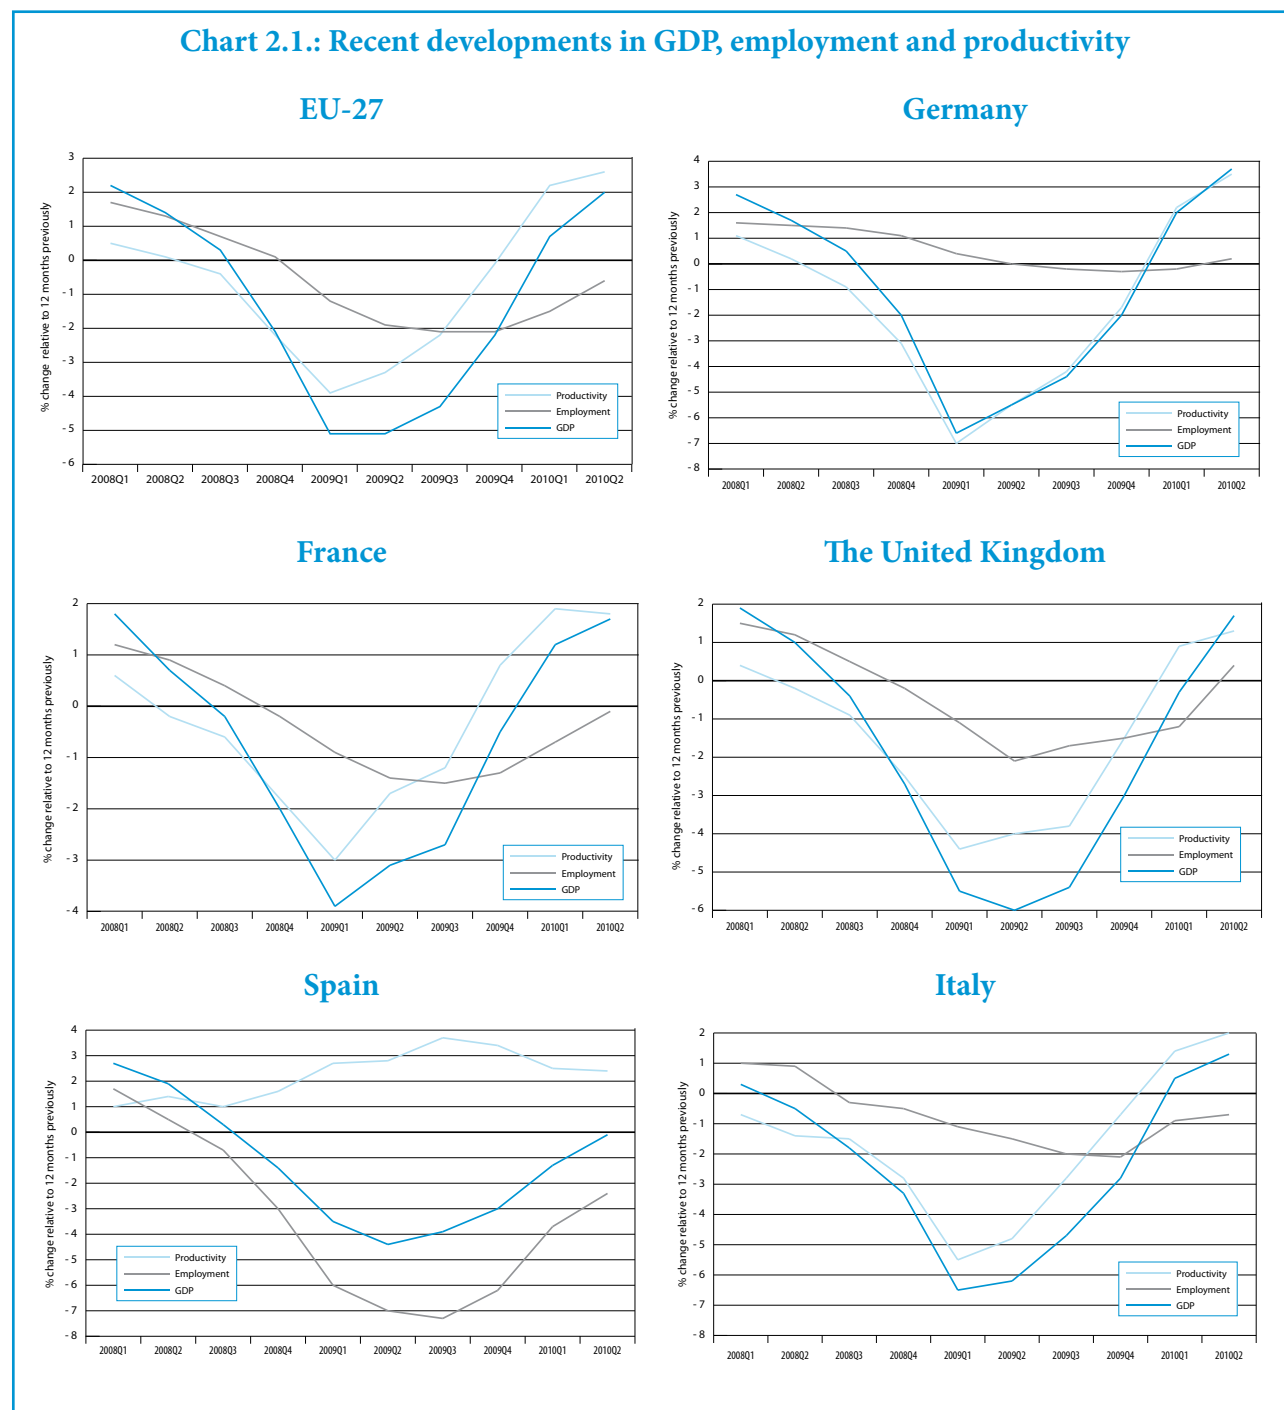 Chart 2.1.: Recent developments in GDP, employment and productivity
EU-27
% change relative to 12 months previously
3
2
1
0
- 1
- 2
- 3
- 4
- 5
- 6
Productivity
Employment
GDP
2008Q1 2008Q2 2008Q3 2008Q4 2009Q1 2009Q2 2009Q3 2009Q4 2010Q1 2010Q2
Germany
% change relative to 12 months previously
4
3
2
1
0
- 1
- 2
- 3
- 4
- 5
- 6
- 7
- 8
Productivity
Employment
GDP
2008Q1 2008Q2 2008Q3 2008Q4 2009Q1 2009Q2 2009Q3 2009Q4 2010Q1 2010Q2
France
% change relative to 12 months previously
2
1
0
- 1
- 2
- 3
- 4
Productivity
Employment
GDP
2008Q1 2008Q2 2008Q3 2008Q4 2009Q1 2009Q2 2009Q3 2009Q4 2010Q1 2010Q2
The United Kingdom
% change relative to 12 months previously
2
1
0
- 1
- 2
- 3
- 4
- 5
- 6
Productivity
Employment
GDP
2008Q1 2008Q2 2008Q3 2008Q4 2009Q1 2009Q2 2009Q3 2009Q4 2010Q1 2010Q2
Spain
% change relative to 12 months previously
4
3
2
1
0
- 1
- 2
- 3
- 4
- 5
- 6
- 7
- 8
Productivity
Employment
GDP
2008Q1 2008Q2 2008Q3 2008Q4 2009Q1 2009Q2 2009Q3 2009Q4 2010Q1 2010Q2
Italy
% change relative to 12 months previously
2
1
0
- 1
- 2
- 3
- 4
- 5
- 6
- 7
- 8
Productivity
Employment
GDP
2008Q1 2008Q2 2008Q3 2008Q4 2009Q1 2009Q2 2009Q3 2009Q4 2010Q1 2010Q2